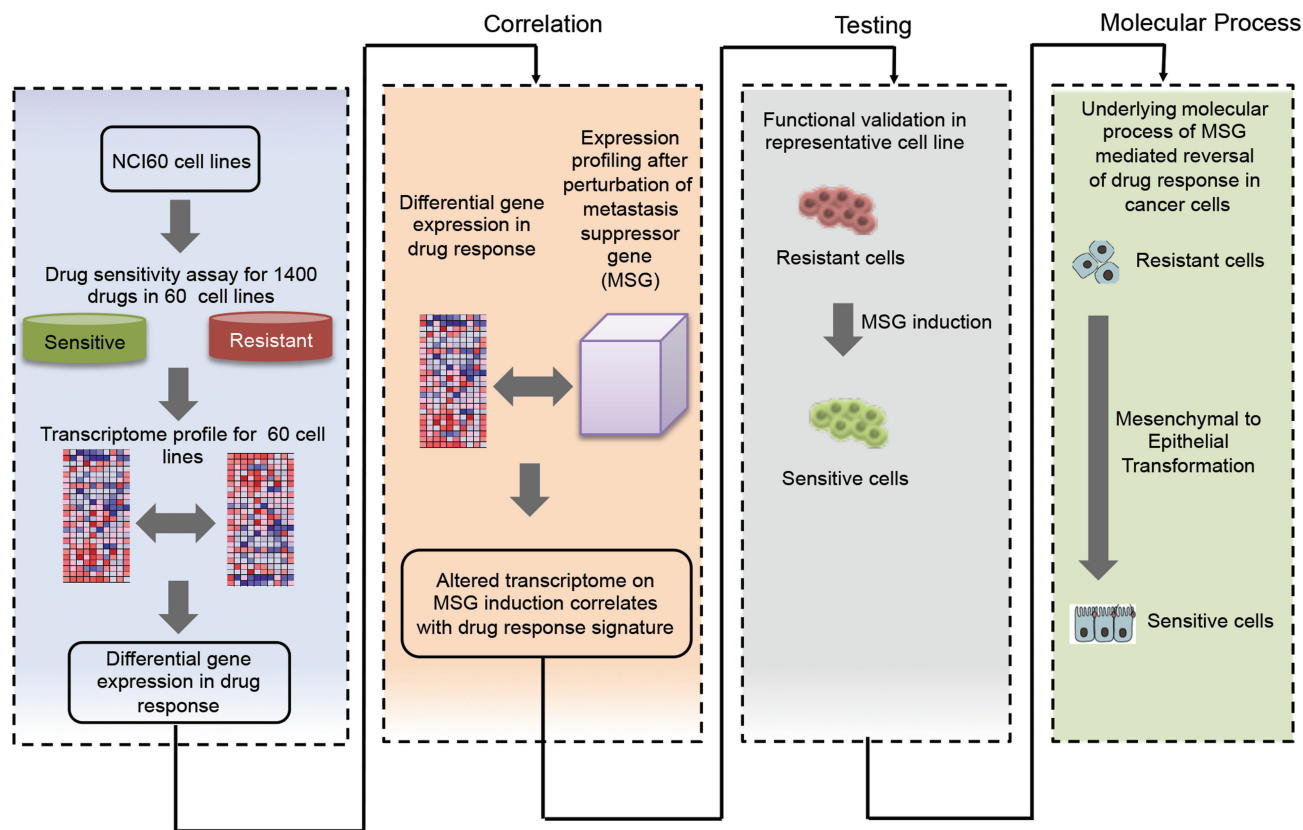 Correlation
Testing
Molecular Process
NCI60 cell lines
Drug sensitivity assay for 1400
drugs in 60 cell lines
Sensitive
Resistant
Transcriptome profile for 60 cell
lines
Differential gene
expression in drug
response
Differential gene
expression in
drug response
Expression
profiling after
perturbation of
metastasis
suppressor
gene
(MSG)
Altered transcriptome on
MSG induction correlates
with drug response signature
Functional validation in
representative cell line
Resistant cells
MSG induction
Sensitive cells
Underlying molecular
process of MSG
mediated reversal
of drug response in
cancer cells
Resistant cells
Mesenchymal to
Epithelial
Transformation
Sensitive cells